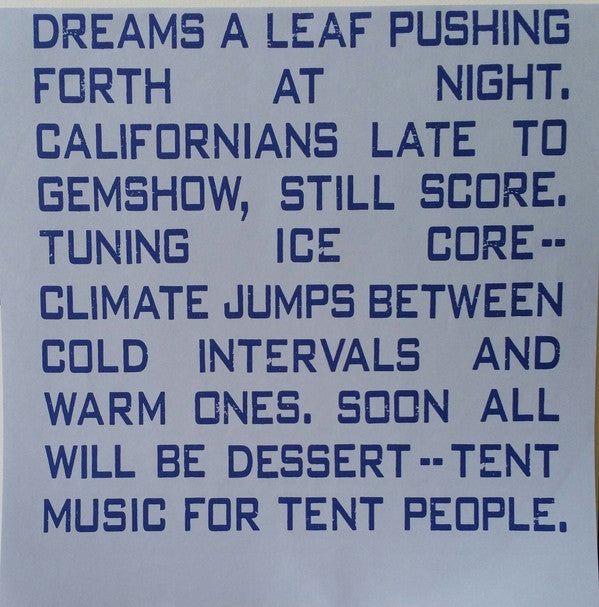 DREAMS A LEAF PUSHING
FORTH AT NIGHT.
CALIFORNIANS LATE TO
GEMSHOW, STILL SCORE.
TUNING ICE CORE--
CLIMATE JUMPS BETWEEN
COLD INTERVALS AND
WARM ONES. SOON ALL
WILL BE DESSERT--TENT
MUSIC FOR TENT PEOPLE.